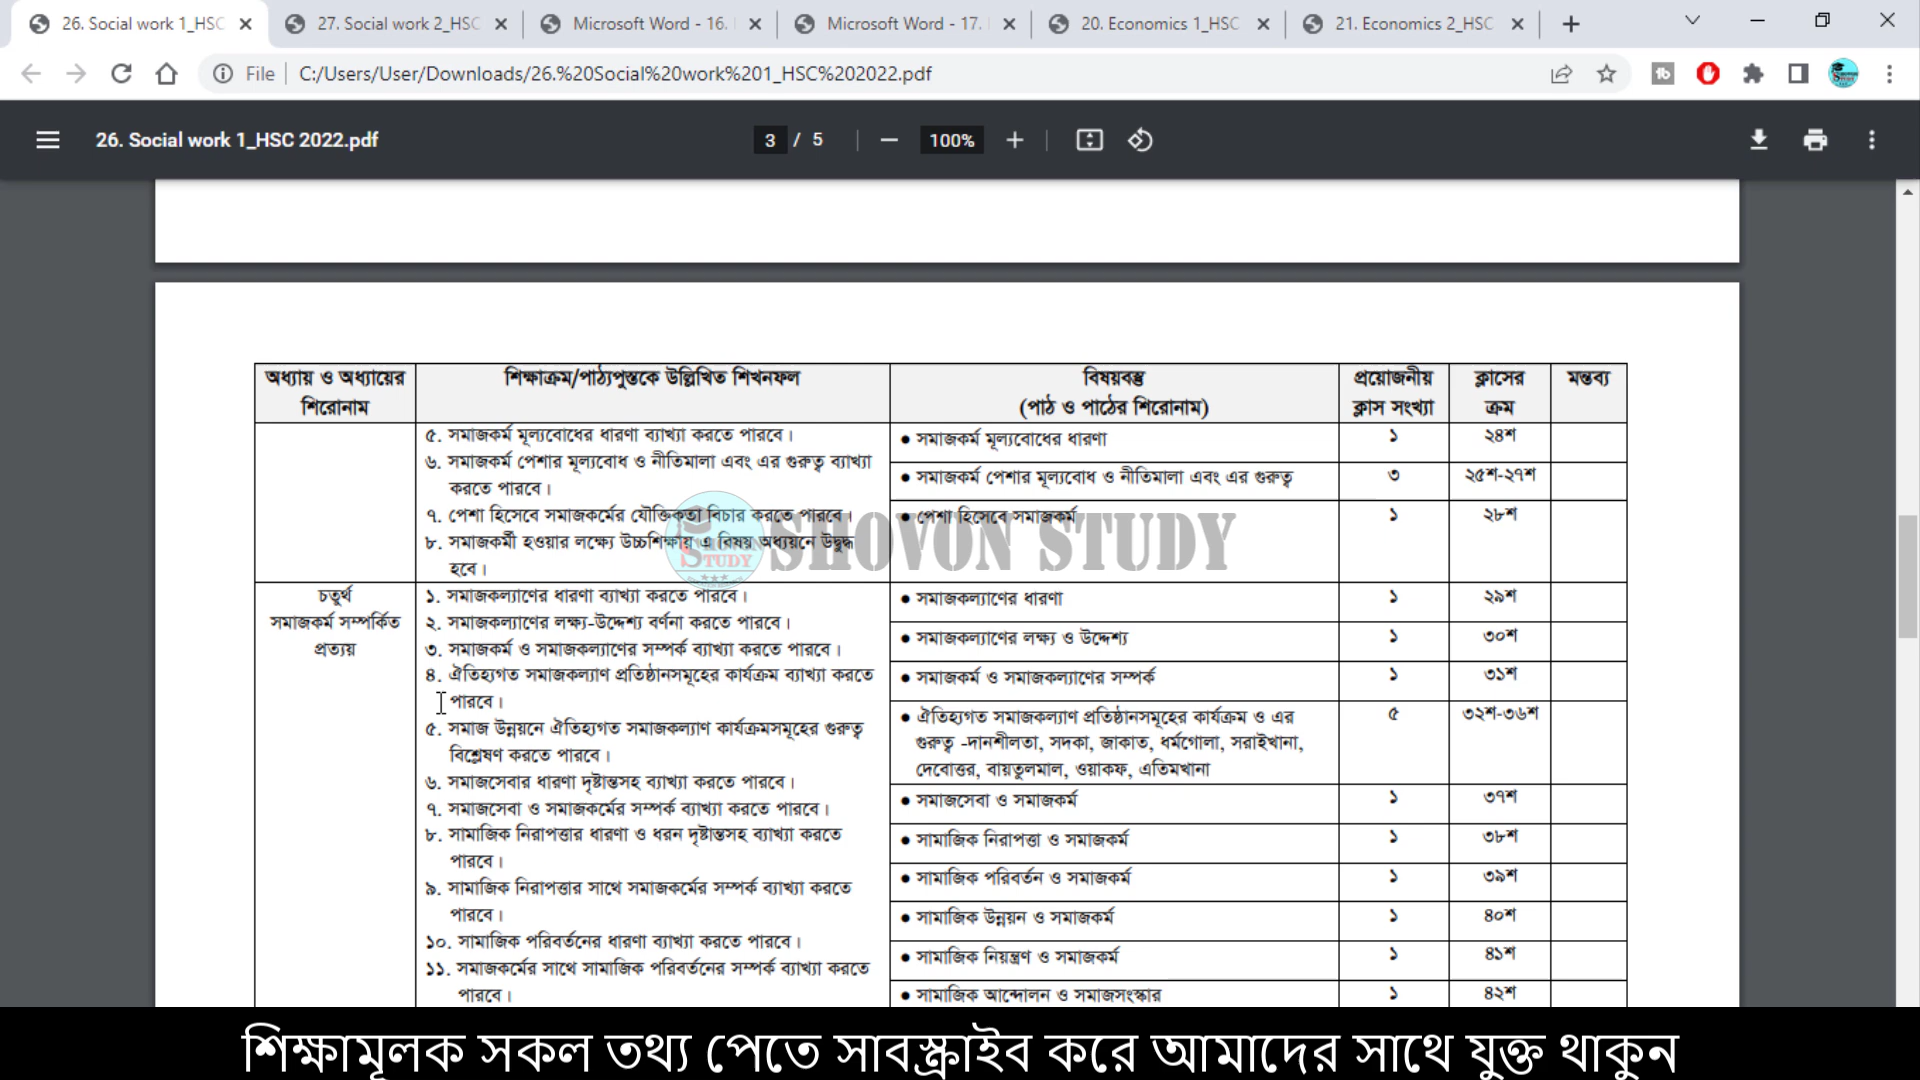 26. Social work 1_HSC
27. Social work 2_HSC
Microsoft Word - 16.
Microsoft Word - 17.
20. Economics 1_HSC
21. Economics 2_HSC
File
C:/Users/User/Downloads/26.%20Social%20work%201_HSC%202022.pdf
26. Social work 1_HSC 2022.pdf
3 / 5
100%
অধ্যায় ও অধ্যায়ের শিরোনাম
শিক্ষাক্রম/পাঠ্যপুস্তকে উল্লিখিত শিখনফল
বিষয়বস্তু
(পাঠ ও পাঠের শিরোনাম)
প্রয়োজনীয় ক্লাস সংখ্যা
ক্লাসের ক্রম
মন্তব্য
৫. সমাজকর্ম মূল্যবোধের ধারণা ব্যাখ্যা করতে পারবে।
৬. সমাজকর্ম পেশার মূল্যবোধ ও নীতিমালা এবং এর গুরুত্ব ব্যাখ্যা
করতে পারবে।
৭. পেশা হিসেবে সমাজকর্মের যৌক্তিকতা বিচার করতে পারবে।
৮. সমাজকর্মী হওয়ার লক্ষ্যে উচ্চশিক্ষায় এ বিষয় অধ্যয়নে উদ্বুদ্ধ
হবে।
● সমাজকর্ম মূল্যবোধের ধারণা
১
২৪শ
● সমাজকর্ম পেশার মূল্যবোধ ও নীতিমালা এবং এর গুরুত্ব
৩
২৫শ-২৭শ
● পেশা হিসেবে সমাজকর্ম
১
২৮শ
SHOVON STUDY
চতুর্থ
সমাজকর্ম সম্পর্কিত
প্রত্যয়
১. সমাজকল্যাণের ধারণা ব্যাখ্যা করতে পারবে।
২. সমাজকল্যাণের লক্ষ্য-উদ্দেশ্য বর্ণনা করতে পারবে।
৩. সমাজকর্ম ও সমাজকল্যাণের সম্পর্ক ব্যাখ্যা করতে পারবে।
৪. ঐতিহ্যগত সমাজকল্যাণ প্রতিষ্ঠানসমূহের কার্যক্রম ব্যাখ্যা করতে
পারবে।
৫. সমাজ উন্নয়নে ঐতিহ্যগত সমাজকল্যাণ কার্যক্রমসমূহের গুরুত্ব
বিশ্লেষণ করতে পারবে।
৬. সমাজসেবার ধারণা দৃষ্টান্তসহ ব্যাখ্যা করতে পারবে।
৭. সমাজসেবা ও সমাজকর্মের সম্পর্ক ব্যাখ্যা করতে পারবে।
৮. সামাজিক নিরাপত্তার ধারণা ও ধরন দৃষ্টান্তসহ ব্যাখ্যা করতে
পারবে।
৯. সামাজিক নিরাপত্তার সাথে সমাজকর্মের সম্পর্ক ব্যাখ্যা করতে
পারবে।
১০. সামাজিক পরিবর্তনের ধারণা ব্যাখ্যা করতে পারবে।
১১. সমাজকর্মের সাথে সামাজিক পরিবর্তনের সম্পর্ক ব্যাখ্যা করতে
পারবে।
● সমাজকল্যাণের ধারণা
১
২৯শ
● সমাজকল্যাণের লক্ষ্য ও উদ্দেশ্য
১
৩০শ
● সমাজকর্ম ও সমাজকল্যাণের সম্পর্ক
১
৩১শ
● ঐতিহ্যগত সমাজকল্যাণ প্রতিষ্ঠানসমূহের কার্যক্রম ও এর
গুরুত্ব -দানশীলতা, সদকা, জাকাত, ধর্মগোলা, সরাইখানা,
দেবোত্তর, বায়তুলমাল, ওয়াকফ, এতিমখানা
৫
৩২শ-৩৬শ
● সমাজসেবা ও সমাজকর্ম
১
৩৭শ
● সামাজিক নিরাপত্তা ও সমাজকর্ম
১
৩৮শ
● সামাজিক পরিবর্তন ও সমাজকর্ম
১
৩৯শ
● সামাজিক উন্নয়ন ও সমাজকর্ম
১
৪০শ
● সামাজিক নিয়ন্ত্রণ ও সমাজকর্ম
১
৪১শ
● সামাজিক আন্দোলন ও সমাজসংস্কার
১
৪২শ
শিক্ষামূলক সকল তথ্য পেতে সাবস্ক্রাইব করে আমাদের সাথে যুক্ত থাকুন